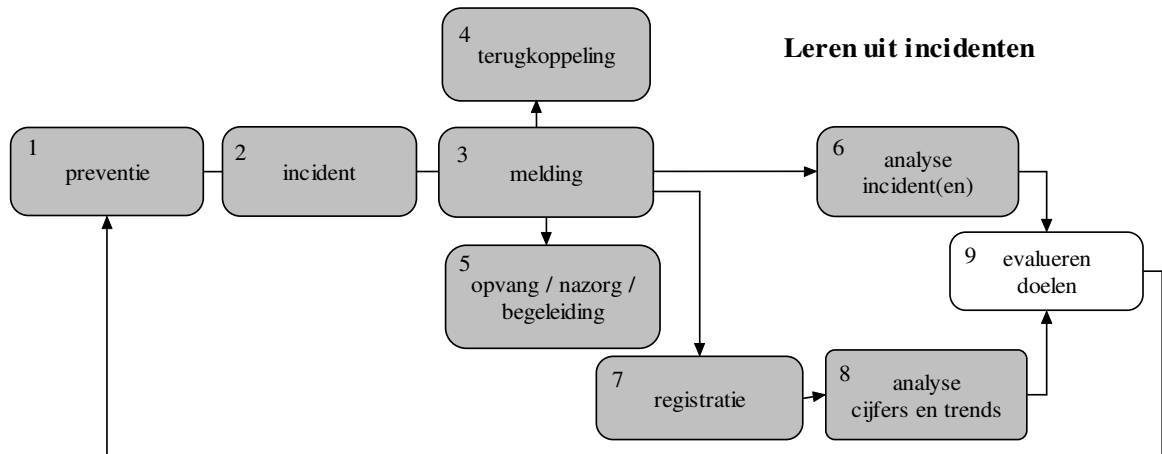 Leren uit incidenten
4
terugkoppeling
1
preventie
2
incident
3
melding
6
analyse
incident(en)
5
opvang / nazorg /
begeleiding
9
evalueren
doelen
7
registratie
8
analyse
cijfers en trends